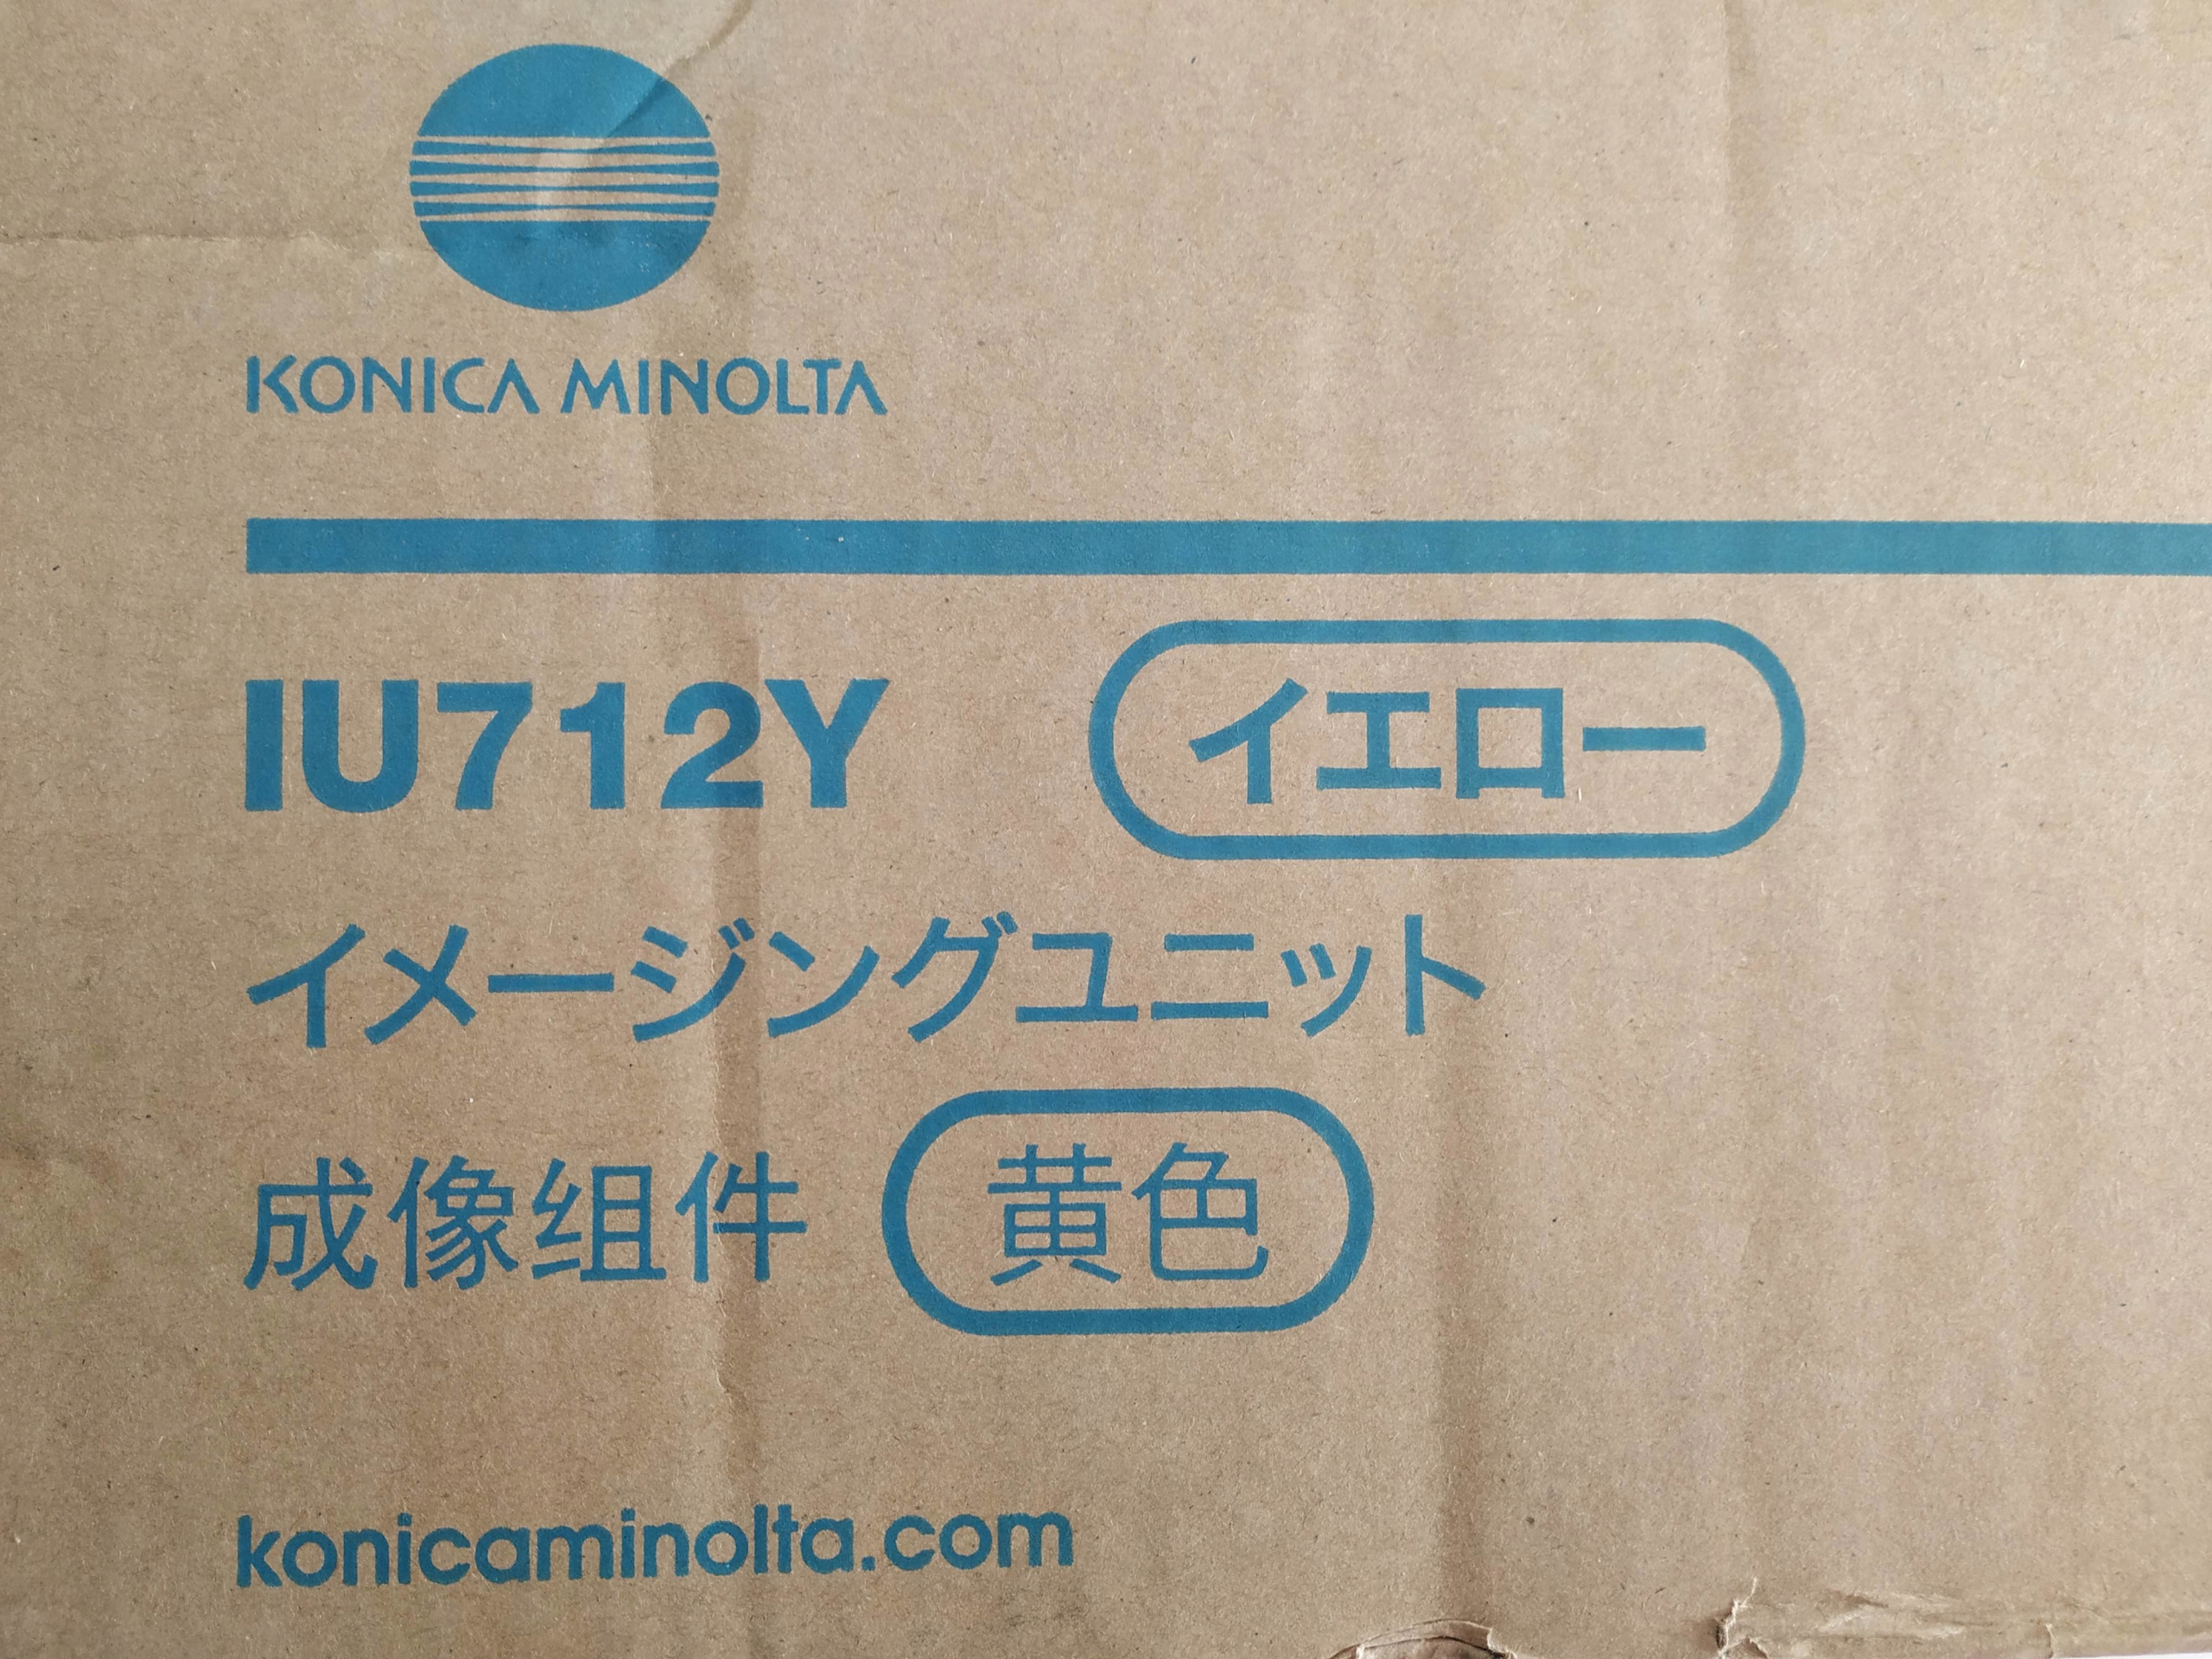 KONICA MINOLTA
IU712Y イエロー
イメージングユニット
成像组件 黄色
konicaminolta.com